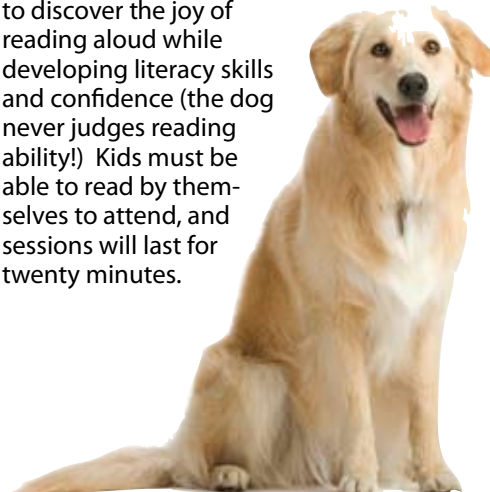 to discover the joy of
reading aloud while
developing literacy skills
and confidence (the dog
never judges reading
ability!)  Kids must be
able to read by them-
selves to attend, and
sessions will last for
twenty minutes.